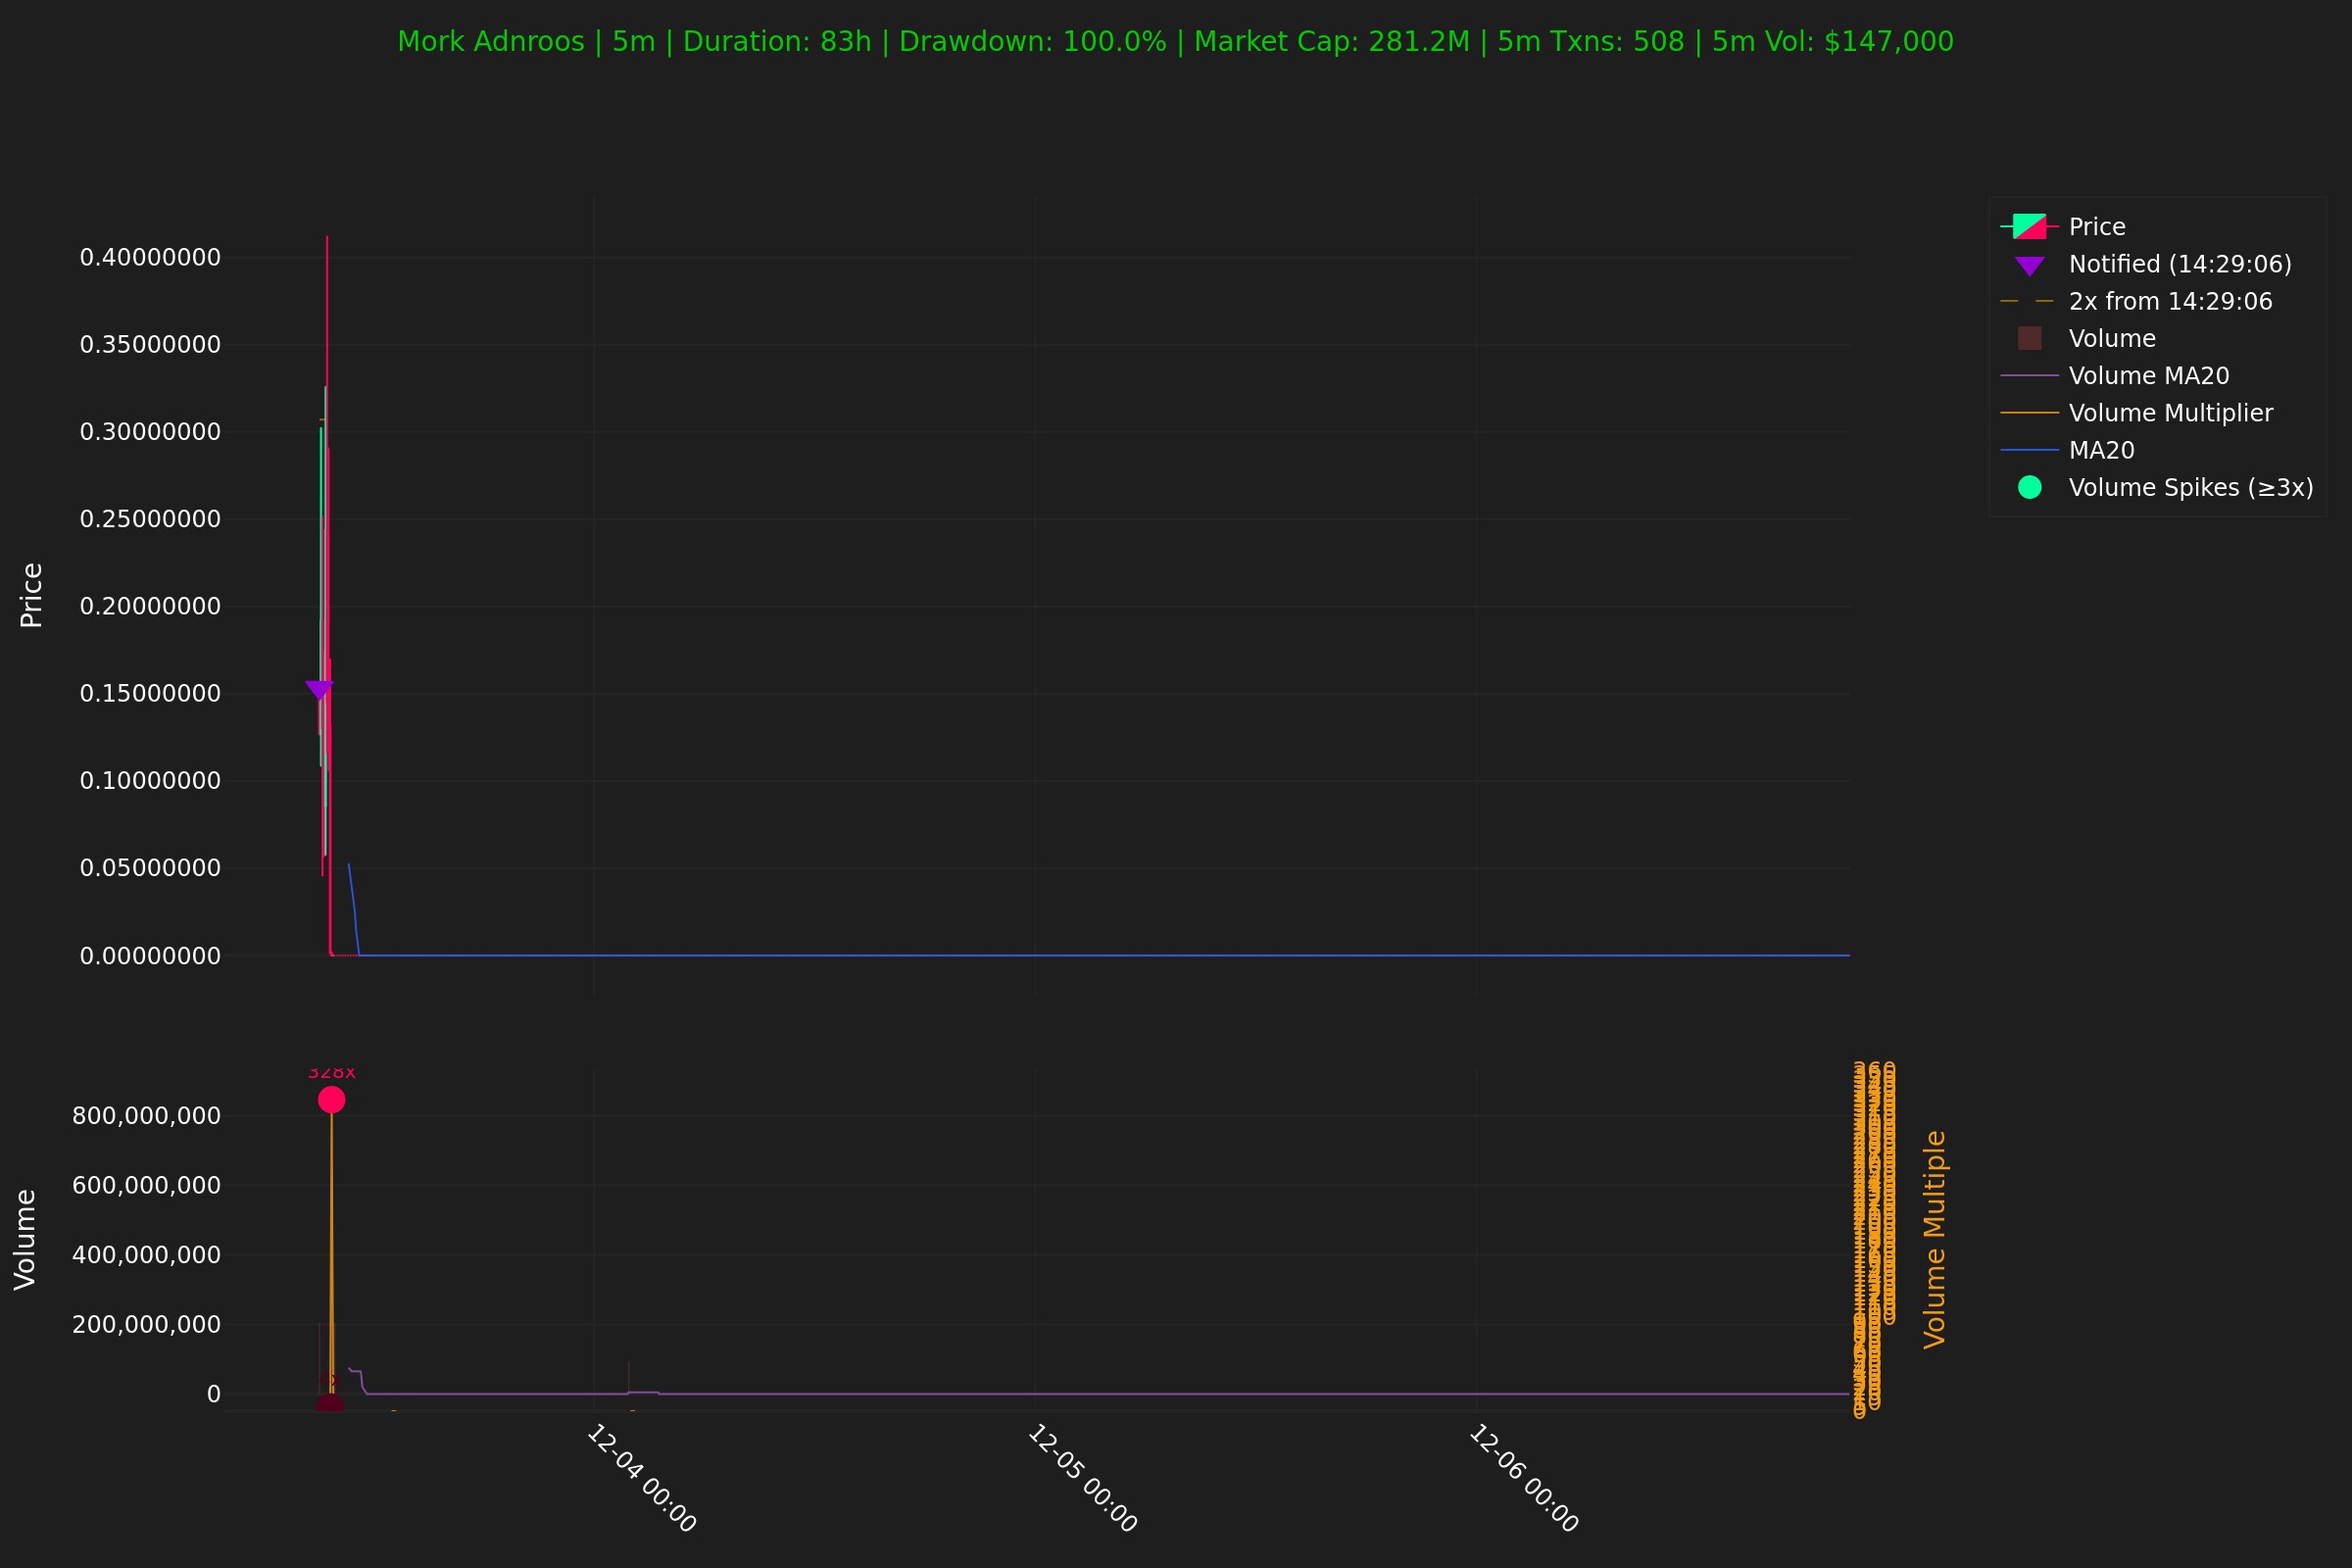 Mork Adnroos | 5m | Duration: 83h | Drawdown: 100.0% | Market Cap: 281.2M | 5m Txns: 508 | 5m Vol: $147,000
Price
Notified (14:29:06)
2x from 14:29:06
Volume
Volume MA20
Volume Multiplier
MA20
Volume Spikes (≥3x)
Price
0.40000000
0.35000000
0.30000000
0.25000000
0.20000000
0.15000000
0.10000000
0.05000000
0.00000000
328x
Volume
800,000,000
600,000,000
400,000,000
200,000,000
0
Volume Multiple
12-04 00:00
12-05 00:00
12-06 00:00